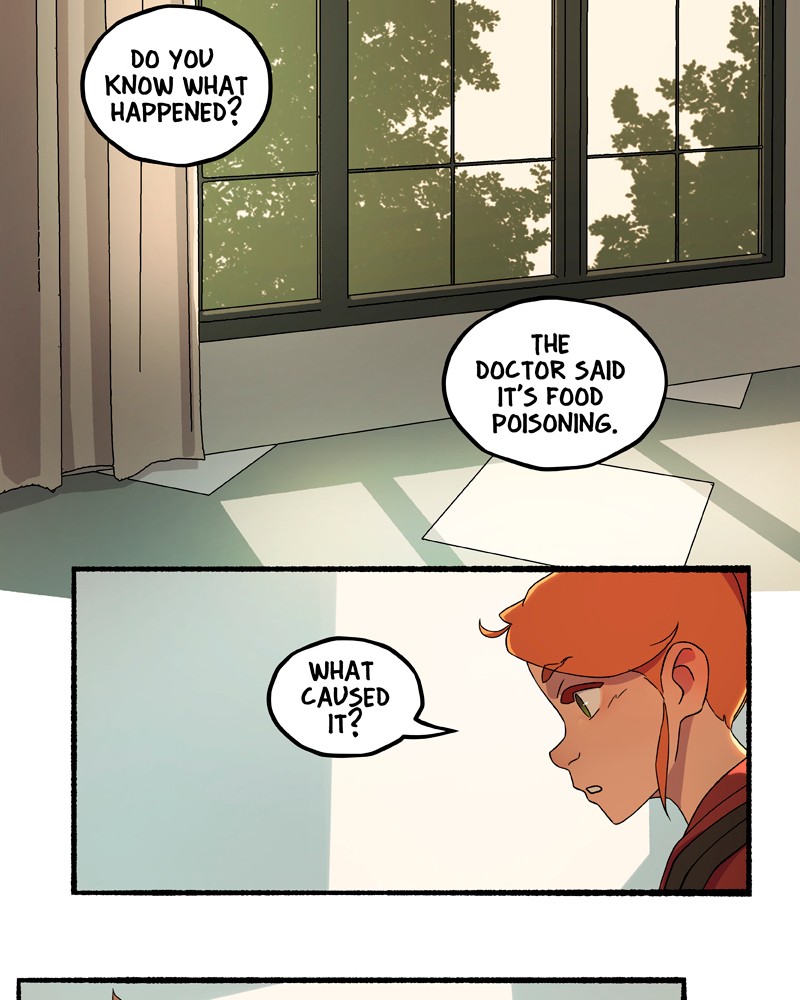 DO YOU
KNOW WHAT
HAPPENED?
THE
DOCTOR SAID
IT'S FOOD
POISONING.
WHAT
CAUSED
IT?